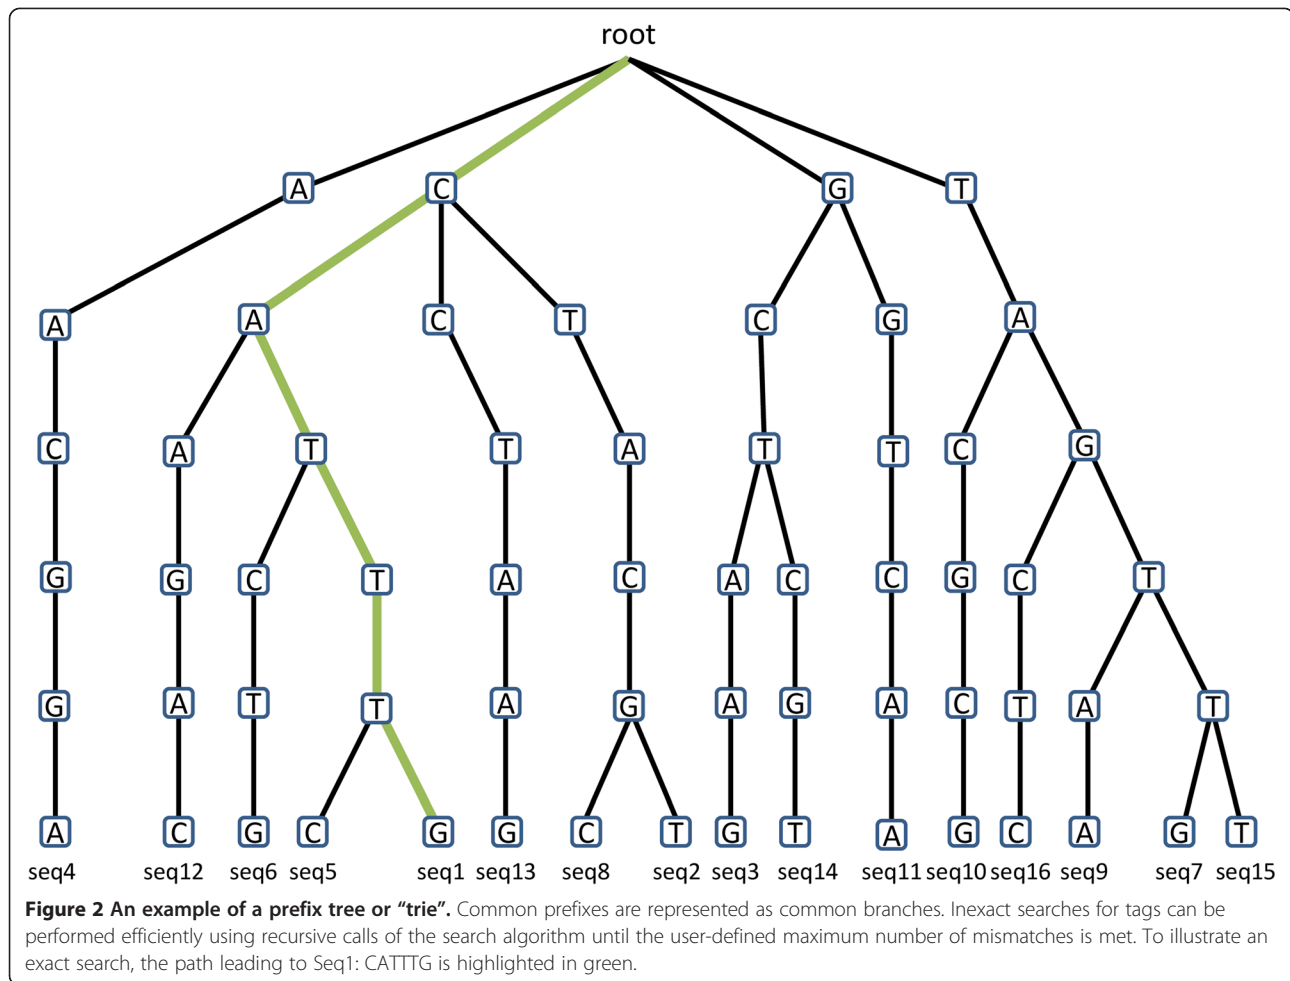 root
A C G T
A A C T C G A
C A T T A T T C G
G G C T A C A C C G C T
G A T T A G A G A C T A T
A C G C G G C T G T A G C A G T
seq4 seq12 seq6 seq5 seq1 seq13 seq8 seq2 seq3 seq14 seq11 seq10 seq16 seq9 seq7 seq15
Figure 2 An example of a prefix tree or “trie”. Common prefixes are represented as common branches. Inexact searches for tags can be
performed efficiently using recursive calls of the search algorithm until the user-defined maximum number of mismatches is met. To illustrate an
exact search, the path leading to Seq1: CATTTG is highlighted in green.